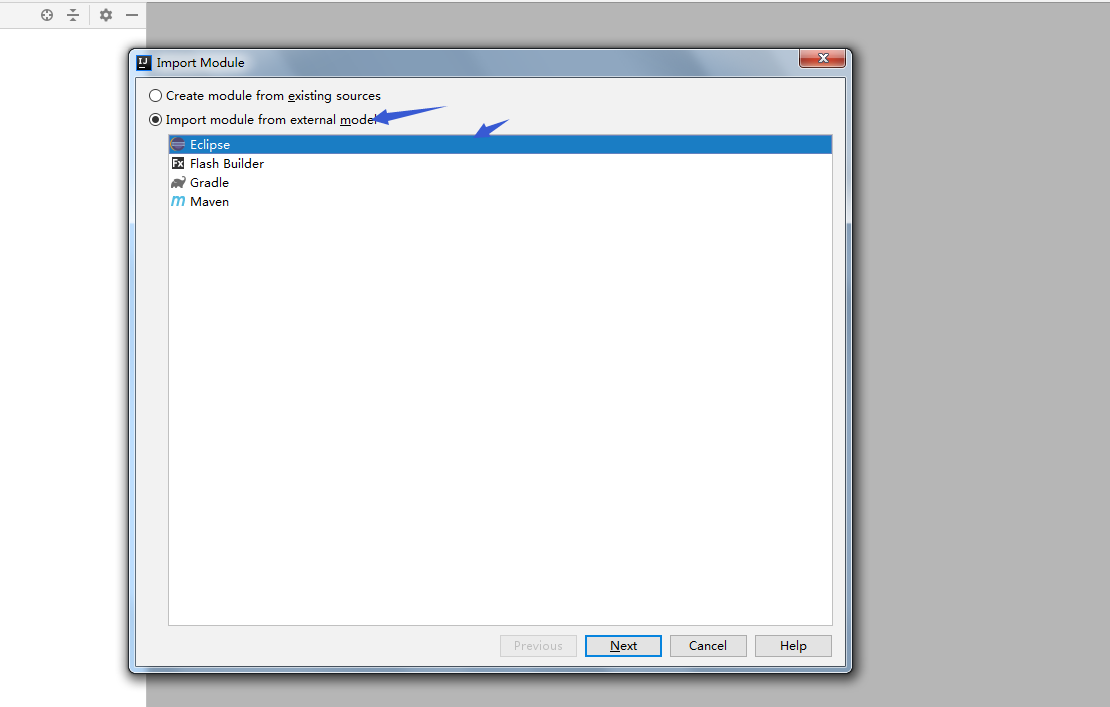 IJ Import Module
Create module from existing sources
Import module from external model
Eclipse
Fx Flash Builder
Gradle
m Maven
Previous Next Cancel Help